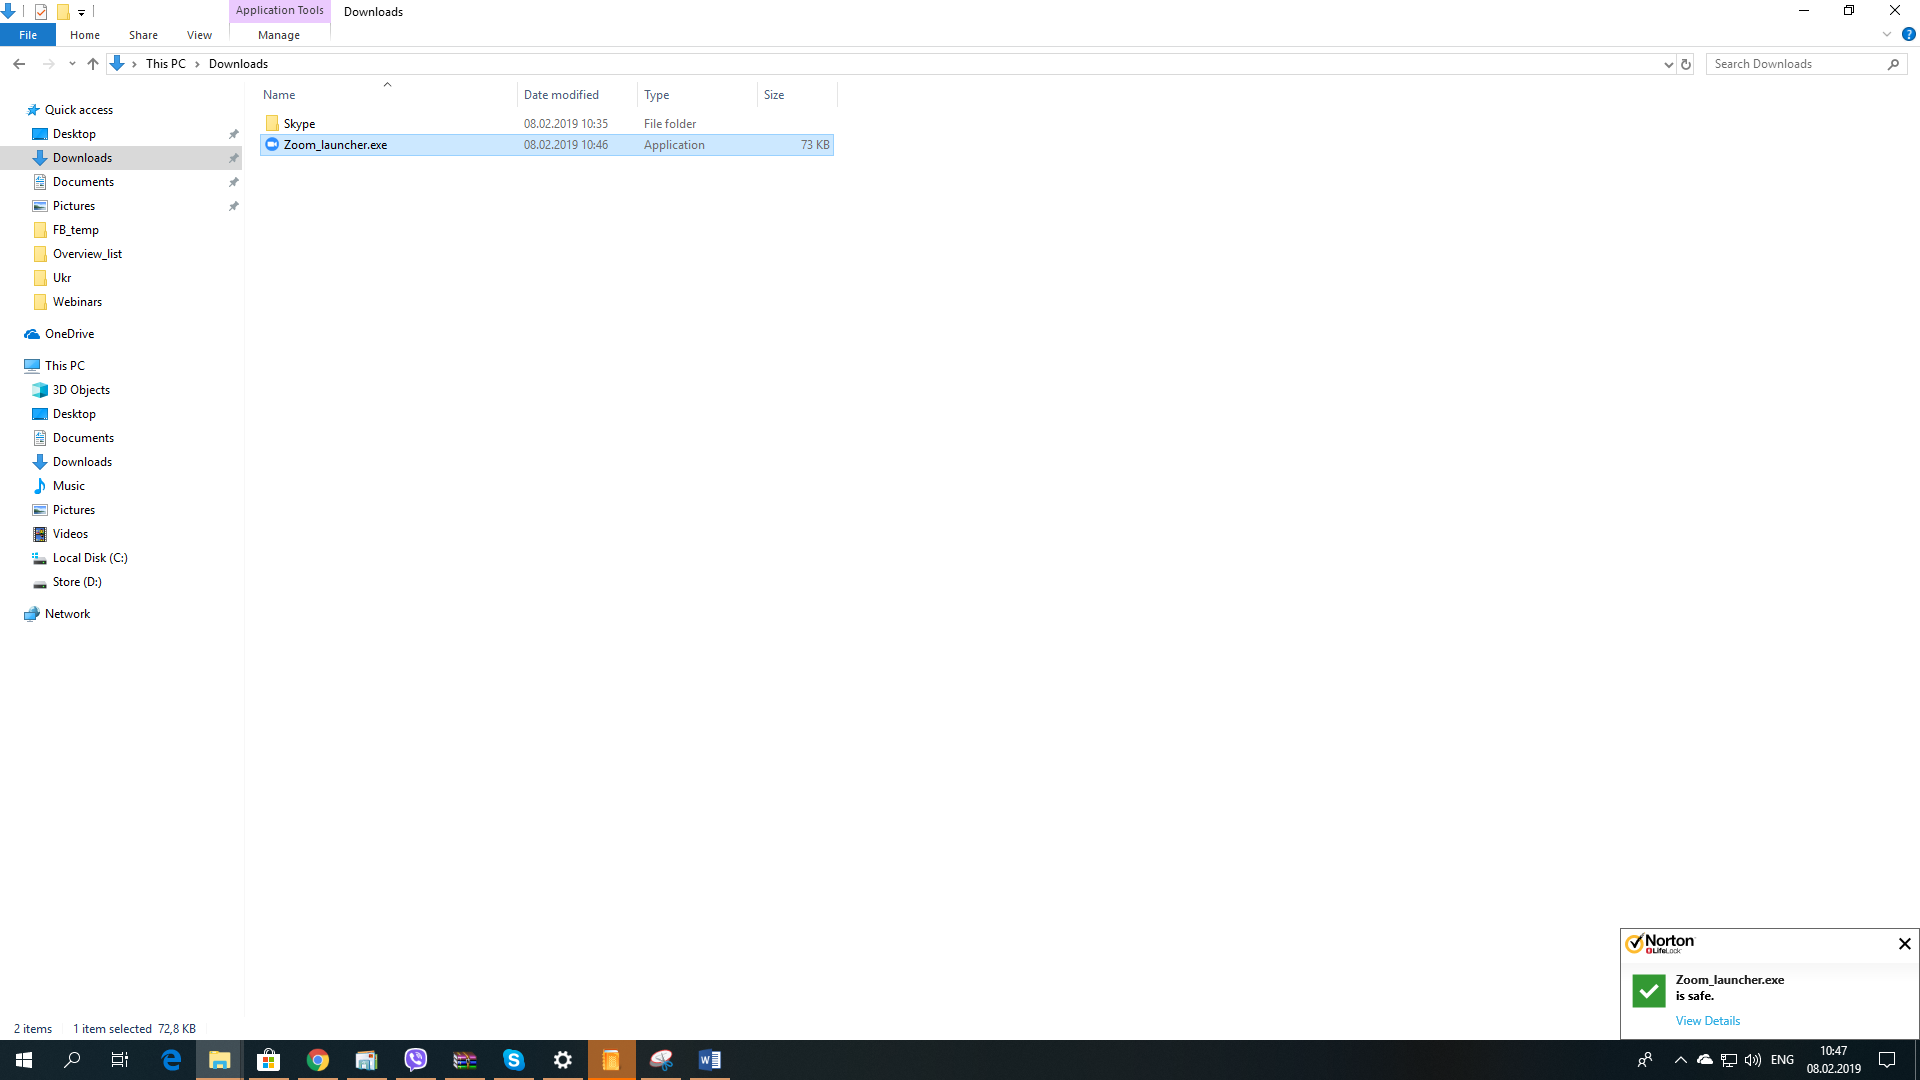 Application Tools
Downloads
File
Home
Share
View
Manage
?
This PC
Downloads
Search Downloads
Name
Date modified
Type
Size
Skype
08.02.2019 10:35
File folder
Zoom_launcher.exe
08.02.2019 10:46
Application
73 KB
Quick access
Desktop
Downloads
Documents
Pictures
FB_temp
Overview_list
Ukr
Webinars
OneDrive
This PC
3D Objects
Desktop
Documents
Downloads
Music
Pictures
Videos
Local Disk (C:)
Store (D:)
Network
Norton
LifeLock
Zoom_launcher.exe
is safe.
View Details
2 items
1 item selected 72,8 KB
ENG
10:47
08.02.2019